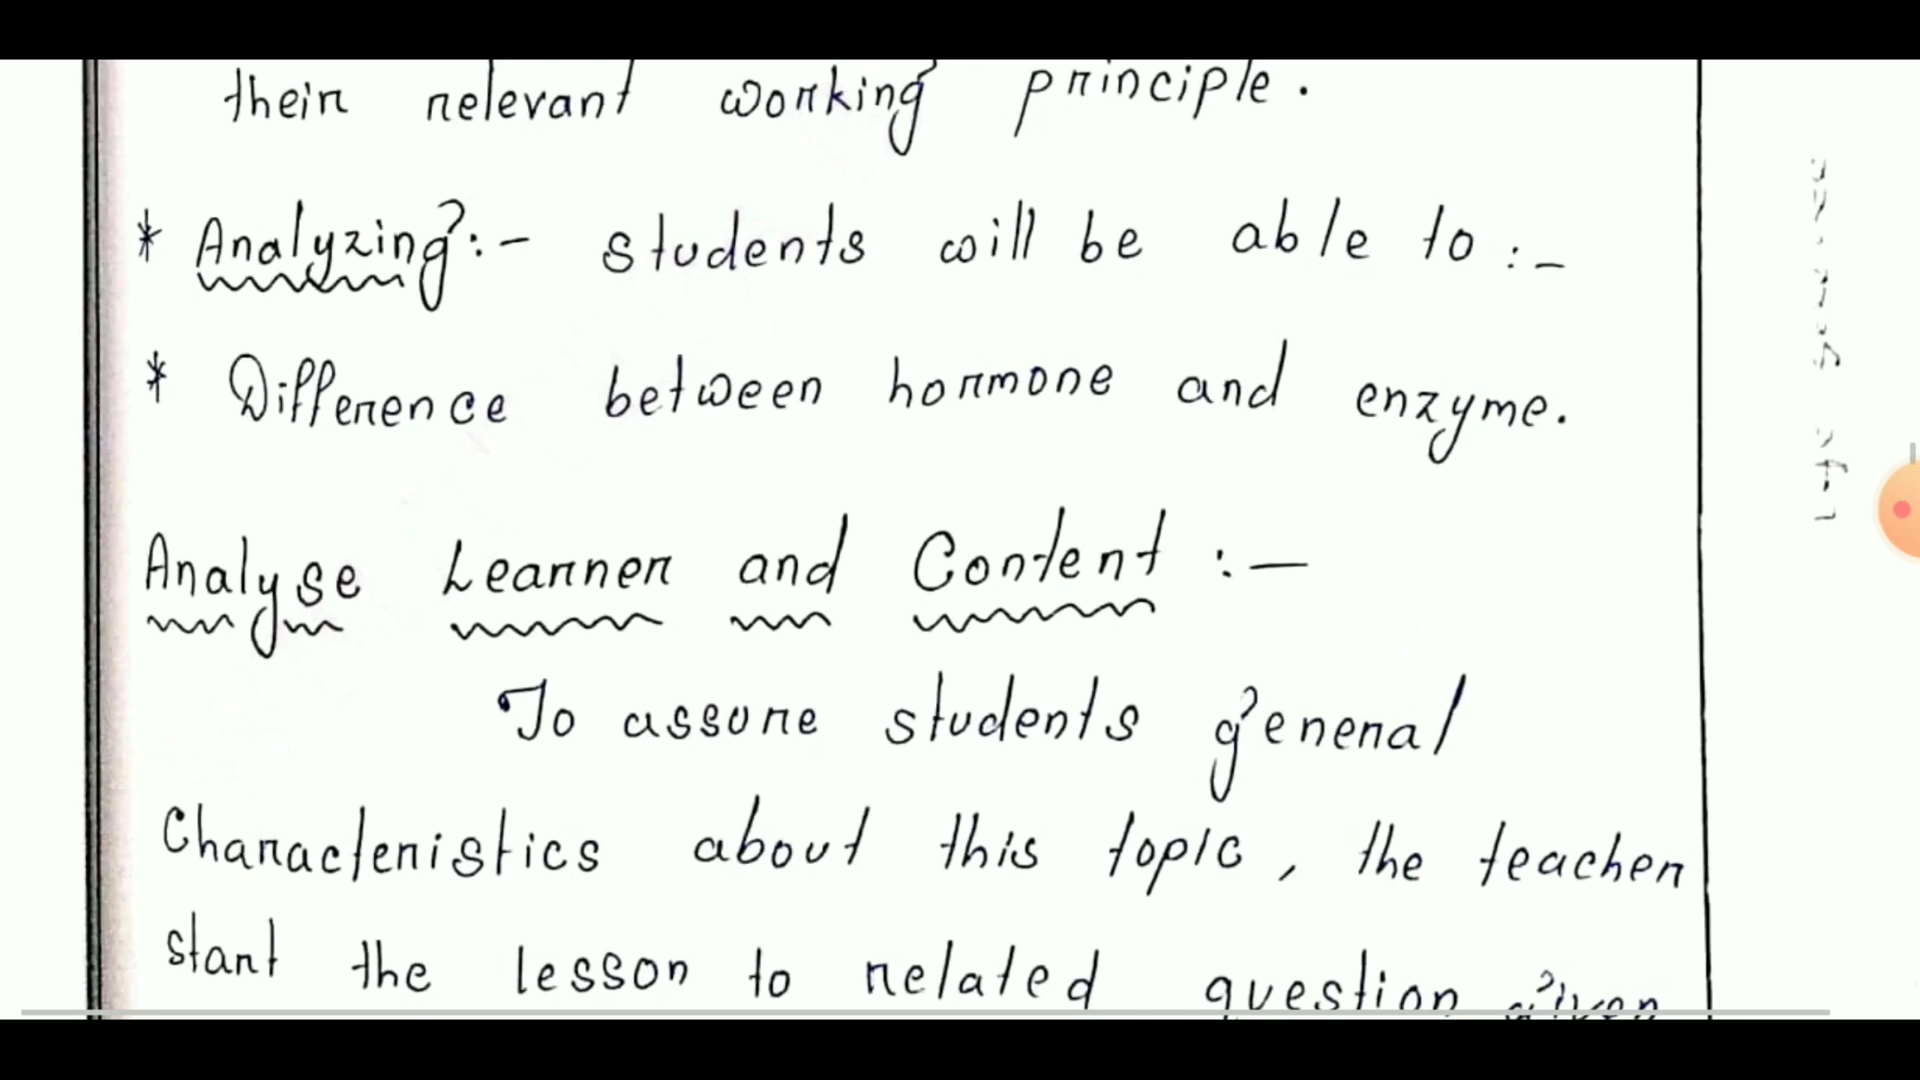 their relevant working principle.
* Analyzing:- students will be able to :-
* Difference between hormone and enzyme.
Analyse Learner and Content :-
To assure students general
Characteristics about this topic, the teacher
start the lesson to related question given